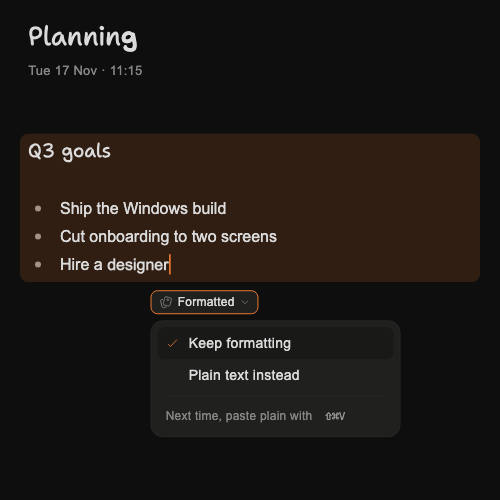 Planning
Tue 17 Nov · 11:15
Q3 goals
• Ship the Windows build
• Cut onboarding to two screens
• Hire a designer
Formatted
Keep formatting
Plain text instead
Next time, paste plain with ⇧⌘V